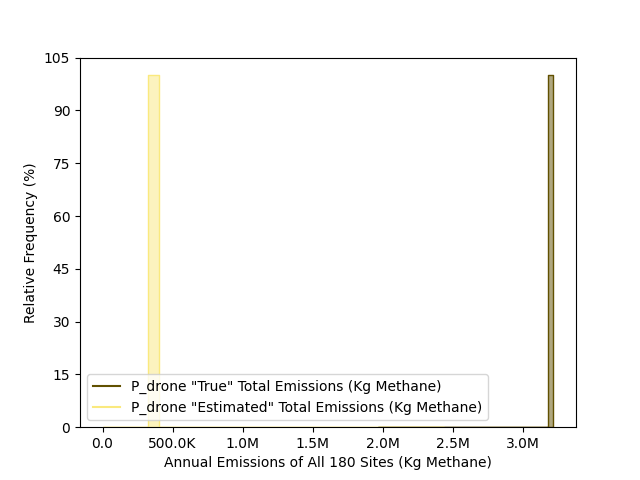 105
90
75
60
45
30
15
0
Relative Frequency (%)
P_drone "True" Total Emissions (Kg Methane)
P_drone "Estimated" Total Emissions (Kg Methane)
0.0 500.0K 1.0M 1.5M 2.0M 2.5M 3.0M
Annual Emissions of All 180 Sites (Kg Methane)